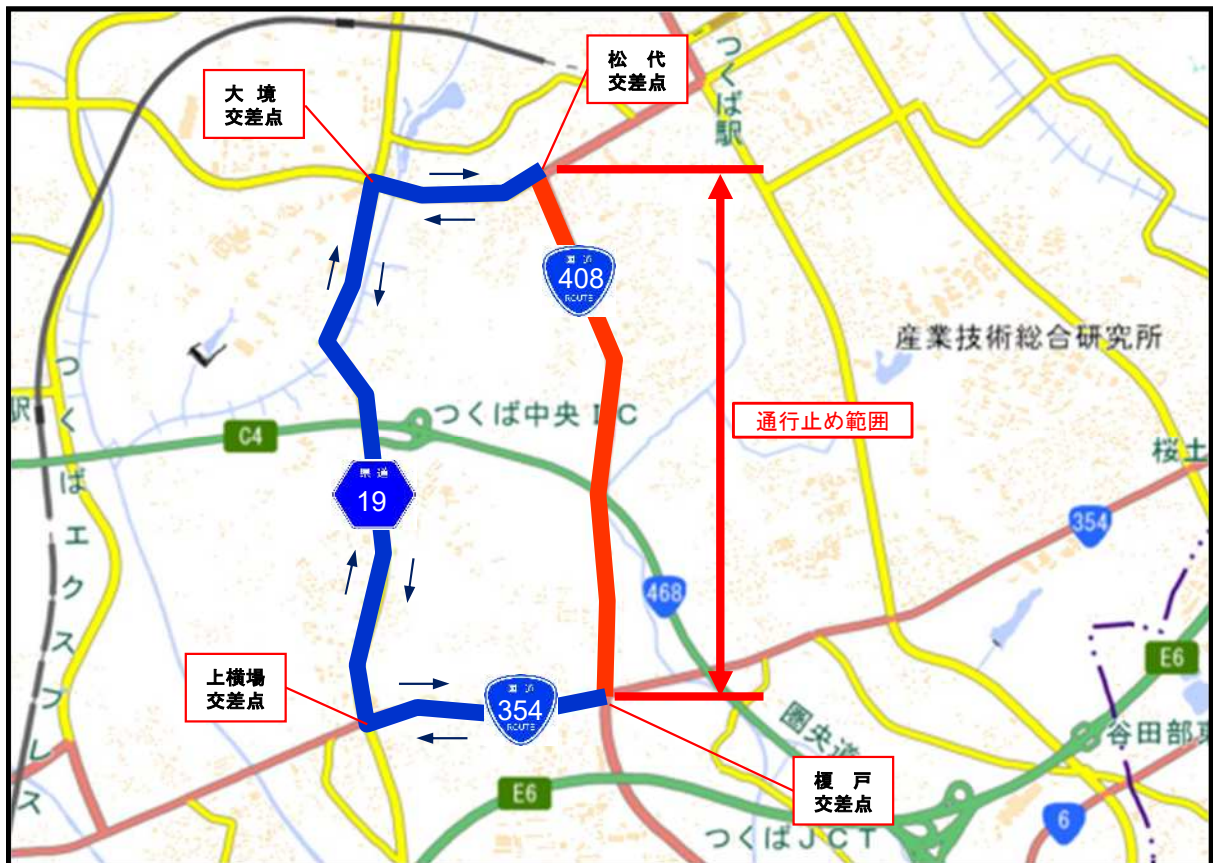 松 代
交差点
大 境
交差点
つくば駅
国 道
408
ROUTE
産業技術総合研究所
駅
つくばエクスプレス
C4
つくば中央IC
通行止め範囲
県 道
19
桜土
354
468
上横場
交差点
国 道
354
ROUTE
圏央道
E6
谷田部東
榎 戸
交差点
E6
つくばJCT
6